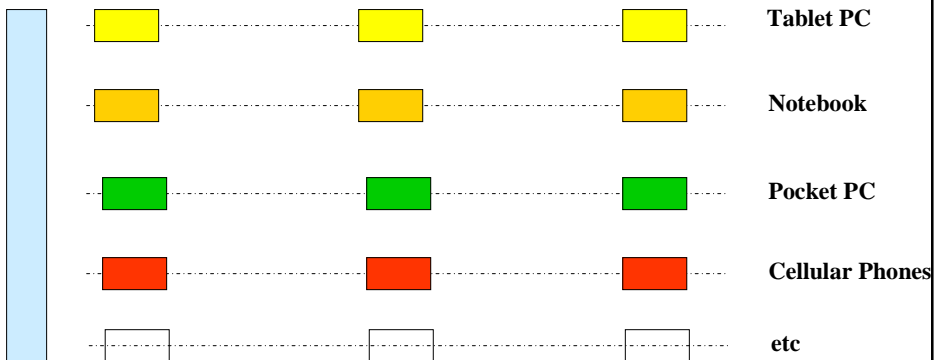 Tablet PC
Notebook
Pocket PC
Cellular Phones
etc